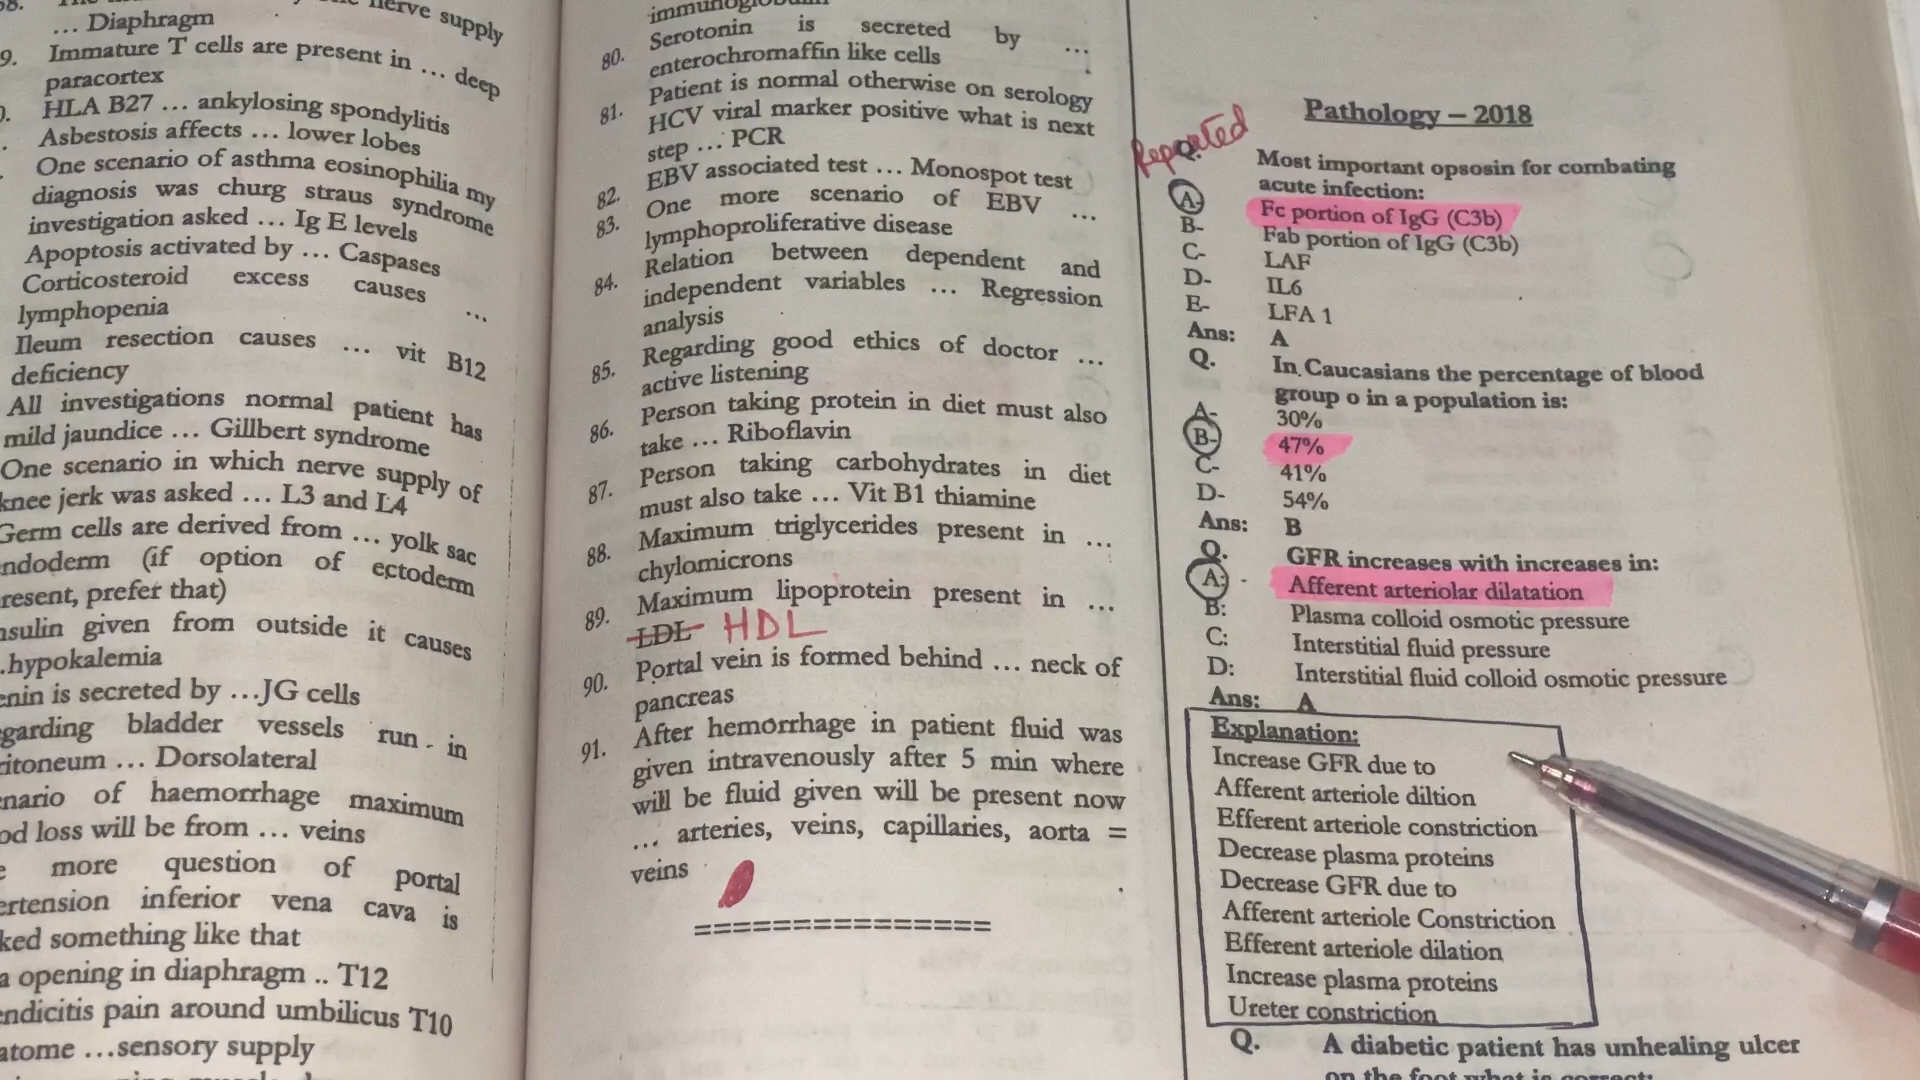 nerve supply
... Diaphragm
9. Immature T cells are present in ... deep
paracortex
HLA B27 ... ankylosing spondylitis
Asbestosis affects ... lower lobes
One scenario of asthma eosinophilia my
diagnosis was churg straus syndrome
investigation asked ... Ig E levels
Apoptosis activated by ... Caspases
Corticosteroid excess causes ...
lymphopenia
Ileum resection causes ... vit B12
deficiency
All investigations normal patient has
mild jaundice ... Gillbert syndrome
One scenario in which nerve supply of
knee jerk was asked ... L3 and L4
Germ cells are derived from ... yolk sac
ndoderm (if option of ectoderm
resent, prefer that)
nsulin given from outside it causes
.hypokalemia
enin is secreted by ...JG cells
garding bladder vessels run - in
ritoneum ... Dorsolateral
nario of haemorrhage maximum
od loss will be from ... veins
e more question of portal
ertension inferior vena cava is
ked something like that
a opening in diaphragm .. T12
endicitis pain around umbilicus T10
atome ...sensory supply
immunoglobulin
80. Serotonin is secreted by ...
enterochromaffin like cells
81. Patient is normal otherwise on serology
HCV viral marker positive what is next
step ... PCR
82. EBV associated test ... Monospot test
83. One more scenario of EBV ...
lymphoproliferative disease
84. Relation between dependent and
independent variables ... Regression
analysis
85. Regarding good ethics of doctor ...
active listening
86. Person taking protein in diet must also
take ... Riboflavin
87. Person taking carbohydrates in diet
must also take ... Vit B1 thiamine
88. Maximum triglycerides present in ...
chylomicrons
89. Maximum lipoprotein present in ...
LDL HDL
90. Portal vein is formed behind ... neck of
pancreas
91. After hemorrhage in patient fluid was
given intravenously after 5 min where
will be fluid given will be present now
... arteries, veins, capillaries, aorta =
veins
===============
Pathology – 2018
Repeated
Q. Most important opsosin for combating
acute infection:
A- Fc portion of IgG (C3b)
B- Fab portion of IgG (C3b)
C- LAF
D- IL6
E- LFA 1
Ans: A
Q. In Caucasians the percentage of blood
group o in a population is:
A- 30%
B- 47%
C- 41%
D- 54%
Ans: B
Q. GFR increases with increases in:
A: Afferent arteriolar dilatation
B: Plasma colloid osmotic pressure
C: Interstitial fluid pressure
D: Interstitial fluid colloid osmotic pressure
Ans: A
Explanation:
Increase GFR due to
Afferent arteriole diltion
Efferent arteriole constriction
Decrease plasma proteins
Decrease GFR due to
Afferent arteriole Constriction
Efferent arteriole dilation
Increase plasma proteins
Ureter constriction
Q. A diabetic patient has unhealing ulcer
on the foot what is correct: